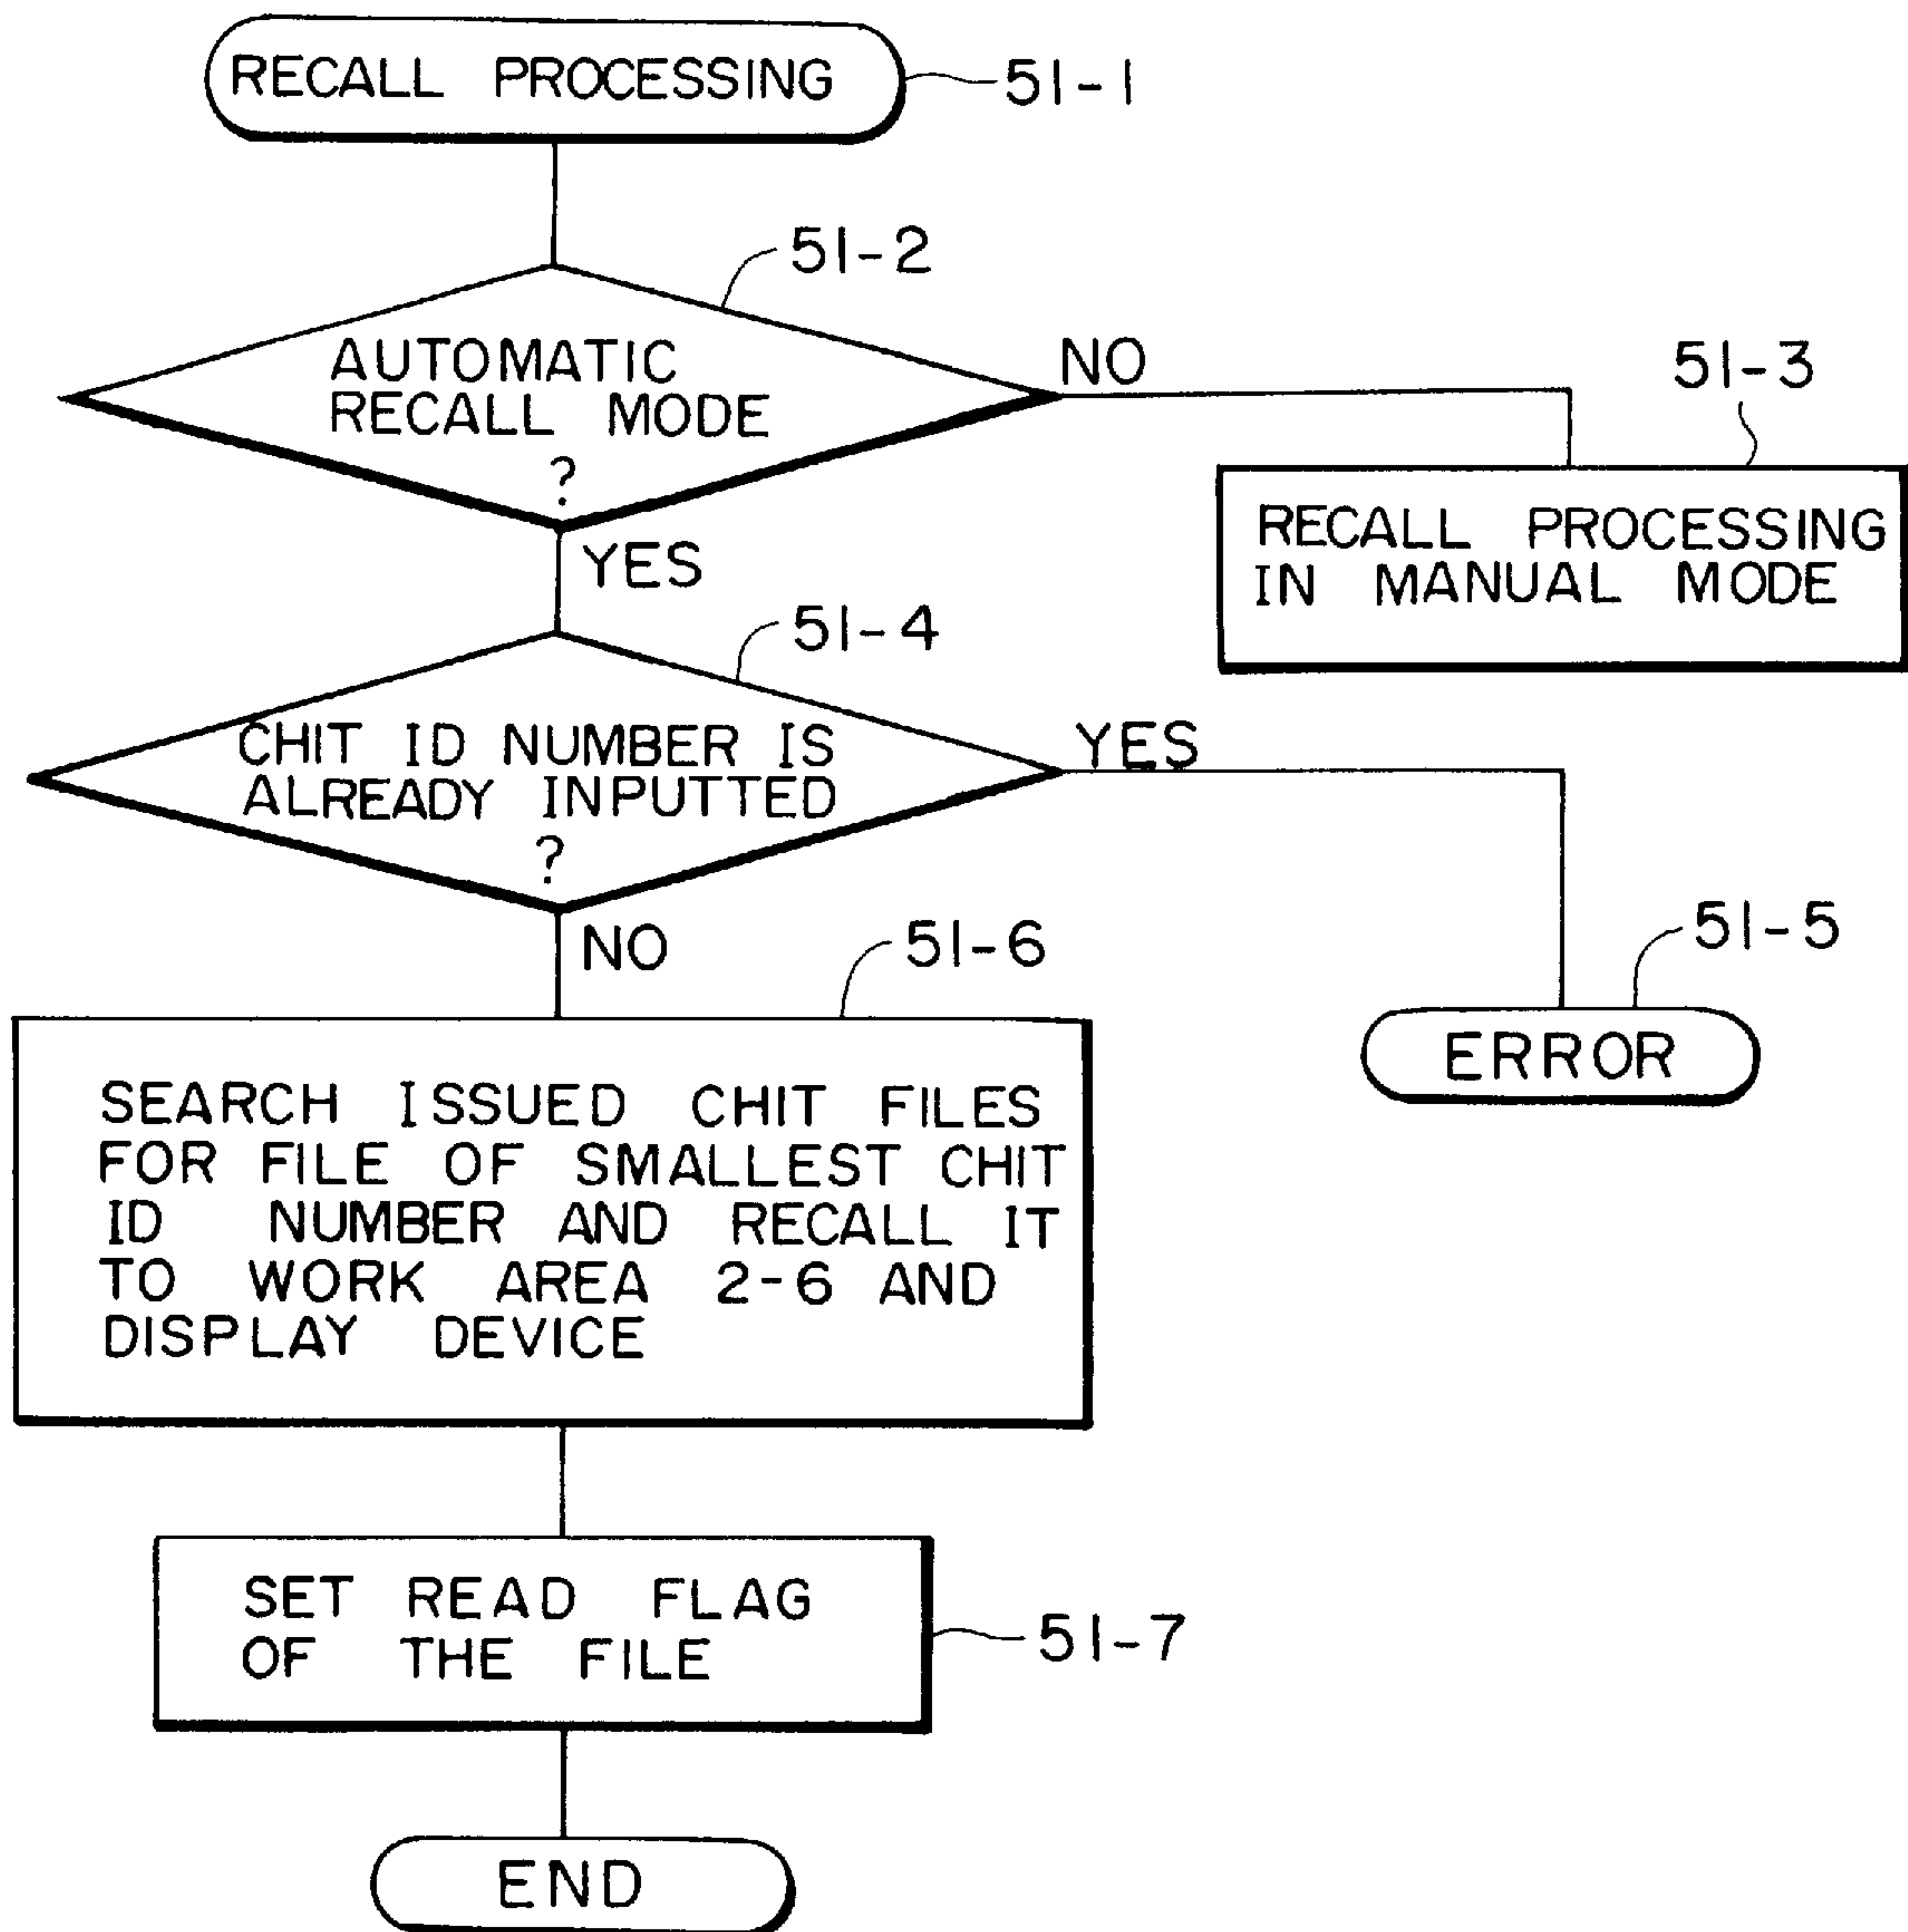 RECALL PROCESSING
51-1
51-2
AUTOMATIC
RECALL MODE
?
NO
51-3
RECALL PROCESSING
IN MANUAL MODE
YES
51-4
CHIT ID NUMBER IS
ALREADY INPUTTED
?
YES
51-5
ERROR
NO
51-6
SEARCH ISSUED CHIT FILES
FOR FILE OF SMALLEST CHIT
ID NUMBER AND RECALL IT
TO WORK AREA 2-6 AND
DISPLAY DEVICE
SET READ FLAG
OF THE FILE
51-7
END